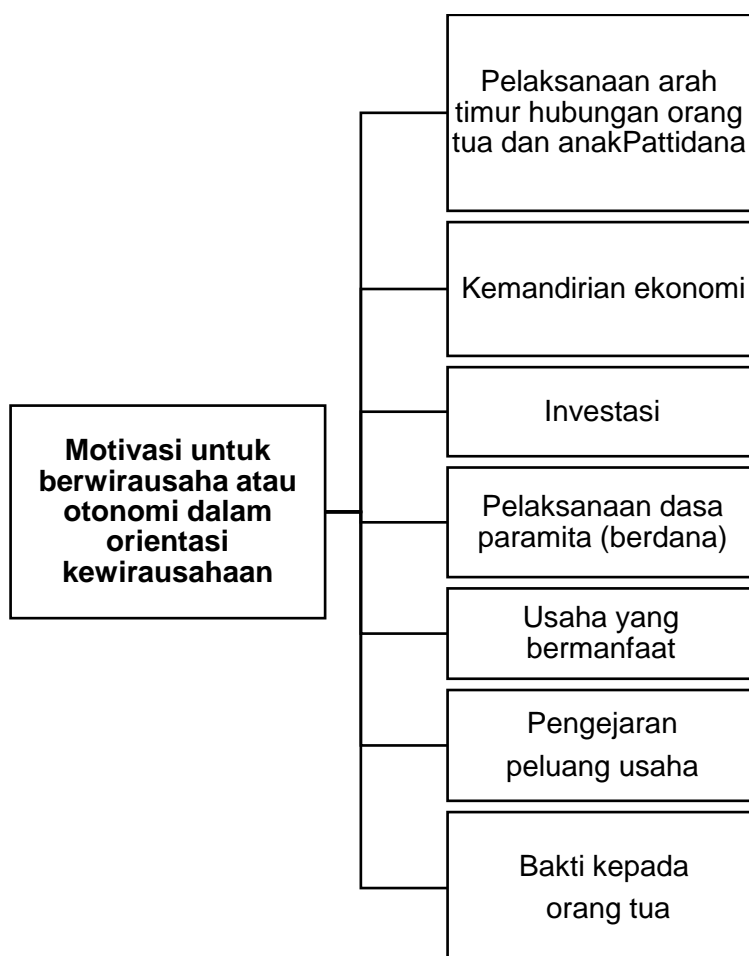 Pelaksanaan arah
timur hubungan orang
tua dan anakPattidana
Kemandirian ekonomi
Investasi
Motivasi untuk
berwirausaha atau
otonomi dalam
orientasi
kewirausahaan
Pelaksanaan dasa
paramita (berdana)
Usaha yang
bermanfaat
Pengejaran
peluang usaha
Bakti kepada
orang tua